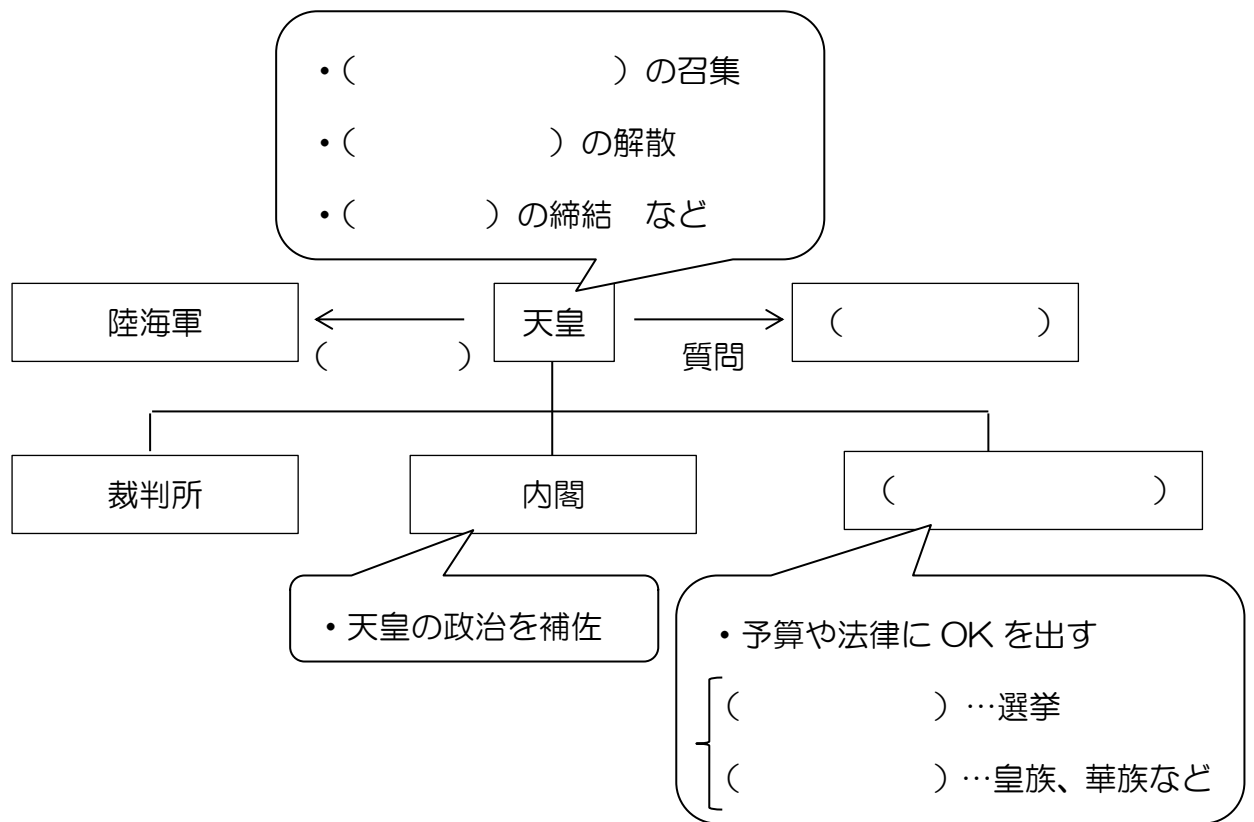 ・（　　　　　　　　）の召集
・（　　　　　　）の解散
・（　　　　）の締結　など
陸海軍
天皇
（　　　　　　）
（　　　　）
質問
裁判所
内閣
（　　　　　　　　）
・天皇の政治を補佐
・予算や法律に OK を出す
（　　　　　　）…選挙
（　　　　　　）…皇族、華族など